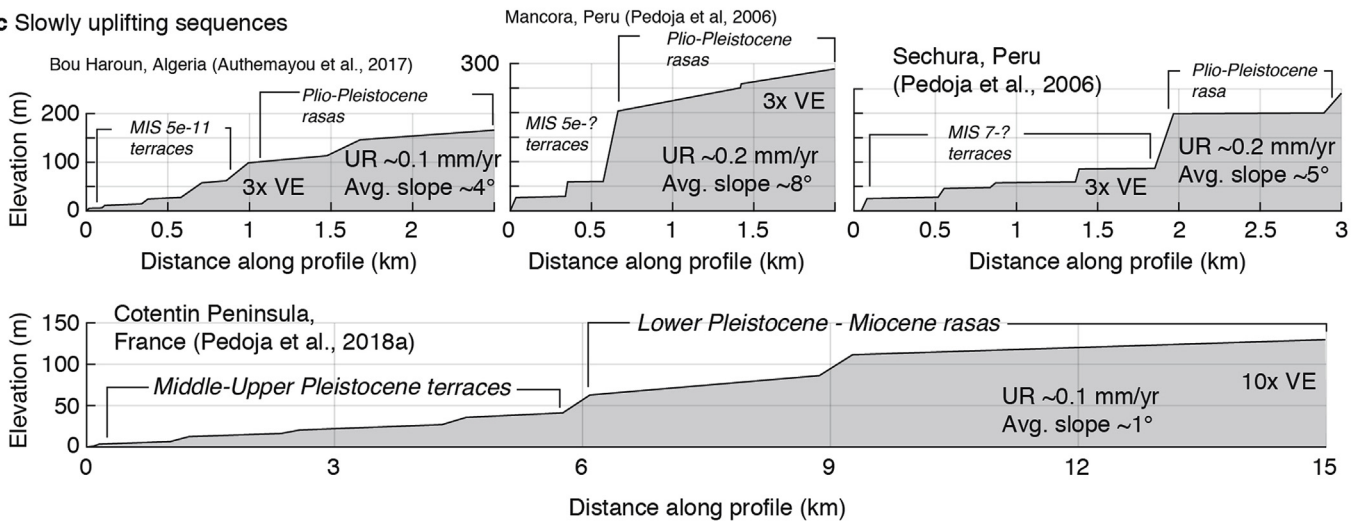 c Slowly uplifting sequences
Bou Haroun, Algeria (Authemayou et al., 2017)
Elevation (m)
200
100
0
MIS 5e-11
terraces
Plio-Pleistocene
rasas
3x VE
UR ~0.1 mm/yr
Avg. slope ~4°
0 0.5 1 1.5 2
Distance along profile (km)
Mancora, Peru (Pedoja et al, 2006)
300
Plio-Pleistocene
rasas
MIS 5e-?
terraces
3x VE
UR ~0.2 mm/yr
Avg. slope ~8°
0 0.5 1 1.5
Distance along profile (km)
Sechura, Peru
(Pedoja et al., 2006)
Plio-Pleistocene
rasa
MIS 7-?
terraces
3x VE
UR ~0.2 mm/yr
Avg. slope ~5°
0 0.5 1 1.5 2 2.5 3
Distance along profile (km)
Elevation (m)
150
100
50
0
Cotentin Peninsula,
France (Pedoja et al., 2018a)
Middle-Upper Pleistocene terraces
Lower Pleistocene - Miocene rasas
10x VE
UR ~0.1 mm/yr
Avg. slope ~1°
0 3 6 9 12 15
Distance along profile (km)